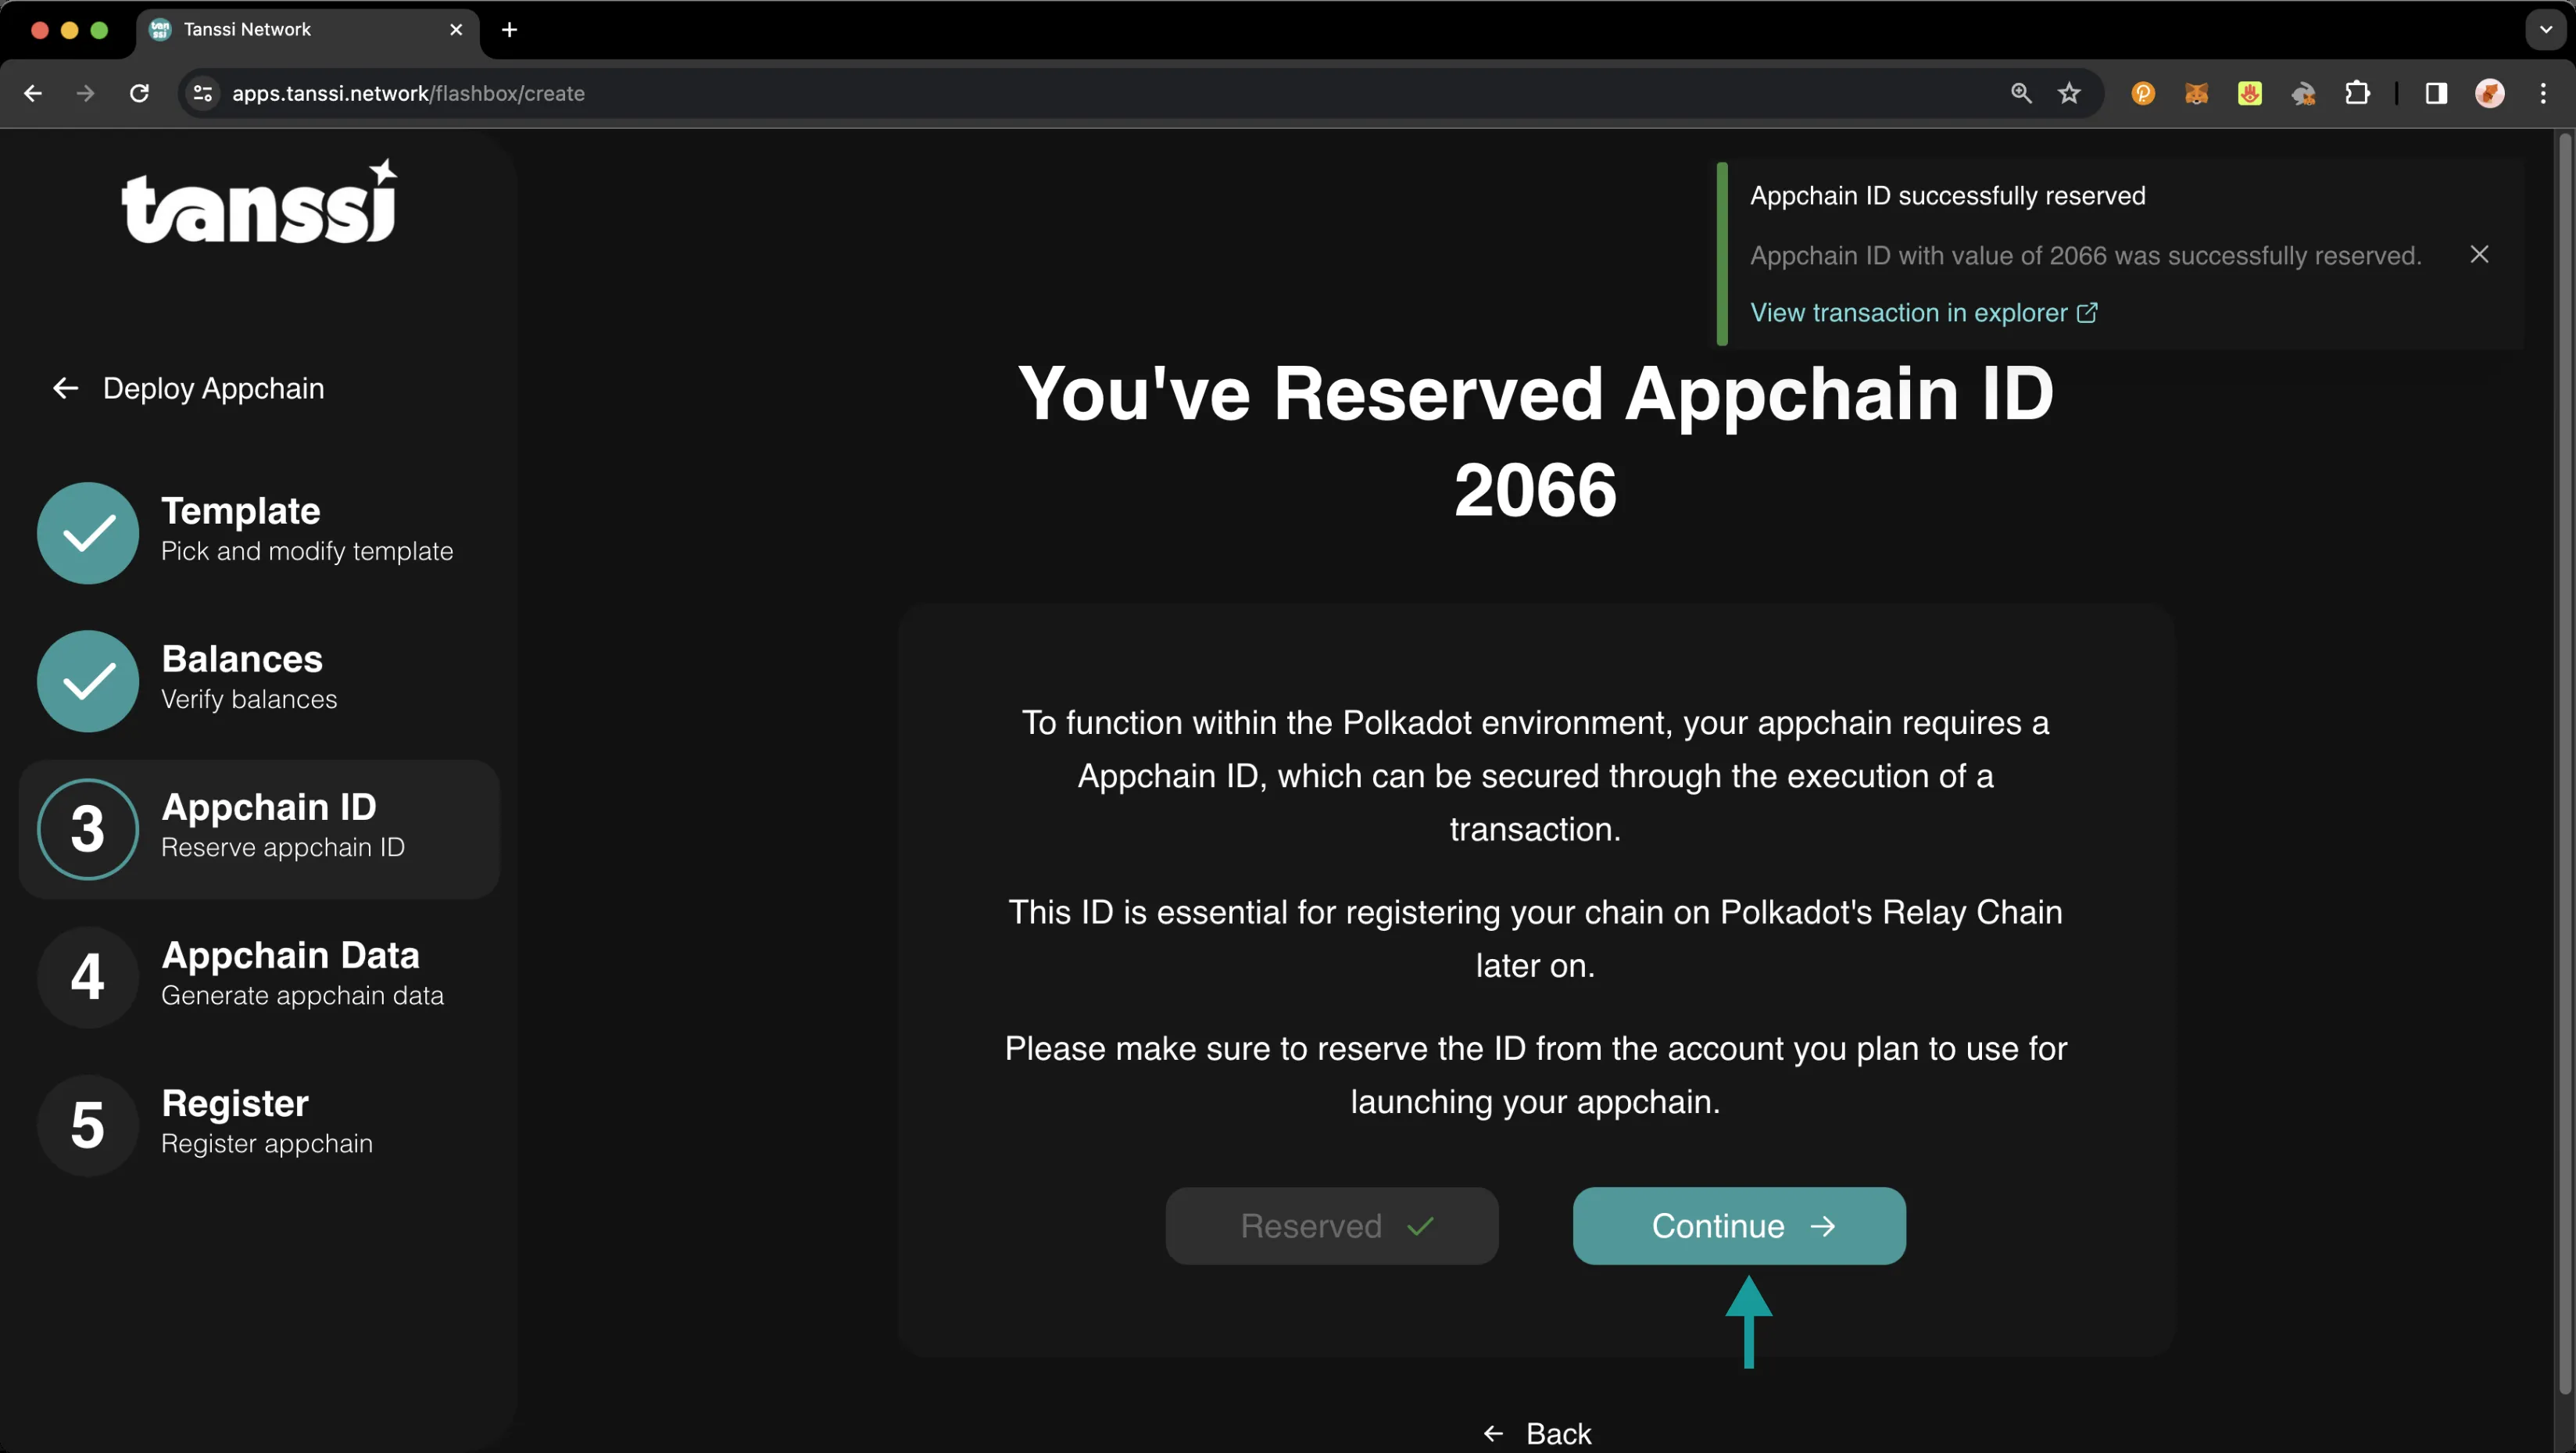 Tanssi Network
apps.tanssi.network/flashbox/create
tanssi
Deploy Appchain
Template
Pick and modify template
Balances
Verify balances
3
Appchain ID
Reserve appchain ID
4
Appchain Data
Generate appchain data
5
Register
Register appchain
Appchain ID successfully reserved
Appchain ID with value of 2066 was successfully reserved.
View transaction in explorer
You've Reserved Appchain ID
2066
To function within the Polkadot environment, your appchain requires a
Appchain ID, which can be secured through the execution of a
transaction.
This ID is essential for registering your chain on Polkadot's Relay Chain
later on.
Please make sure to reserve the ID from the account you plan to use for
launching your appchain.
Reserved
Continue
Back